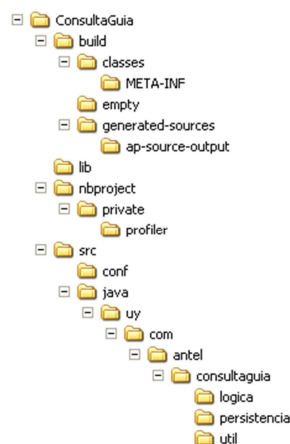 ConsultaGuia
build
classes
META-INF
empty
generated-sources
ap-source-output
lib
nbproject
private
profiler
src
conf
java
uy
com
antel
consultaguia
logica
persistencia
util